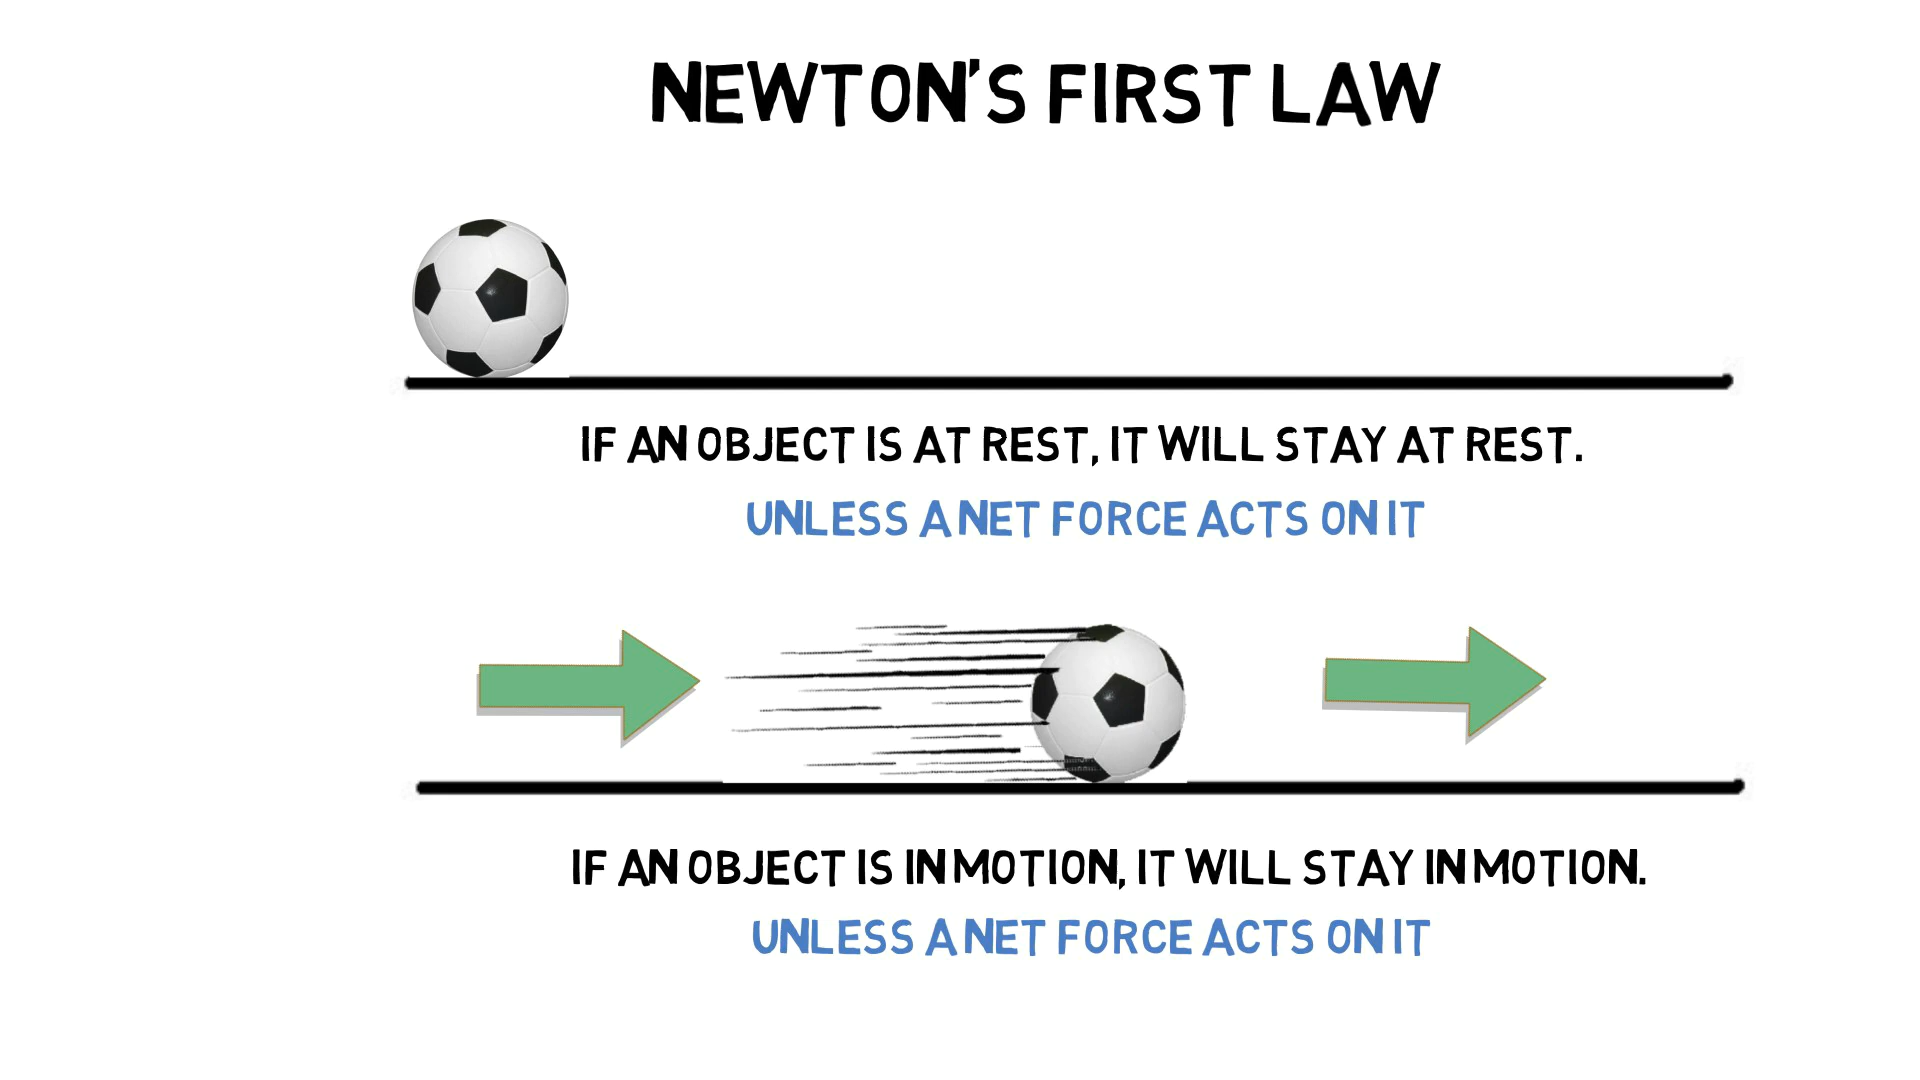 NEWTON'S FIRST LAW
IF AN OBJECT IS AT REST, IT WILL STAY AT REST.
UNLESS A NET FORCE ACTS ON IT
IF AN OBJECT IS IN MOTION, IT WILL STAY IN MOTION.
UNLESS A NET FORCE ACTS ON IT